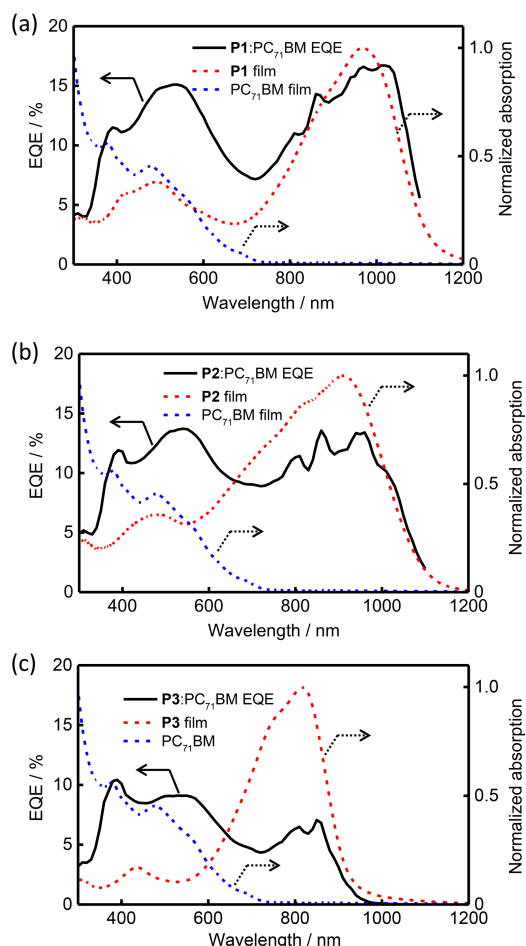 (a)
20
15
10
5
0
EQE / %
P1:PC71BM EQE
P1 film
PC71BM film
1.0
0.5
0
Normalized absorption
400 600 800 1000 1200
Wavelength / nm
(b)
20
15
10
5
0
EQE / %
P2:PC71BM EQE
P2 film
PC71BM film
1.0
0.5
0
Normalized absorption
400 600 800 1000 1200
Wavelength / nm
(c)
20
15
10
5
0
EQE / %
P3:PC71BM EQE
P3 film
PC71BM
1.0
0.5
0
Normalized absorption
400 600 800 1000 1200
Wavelength / nm